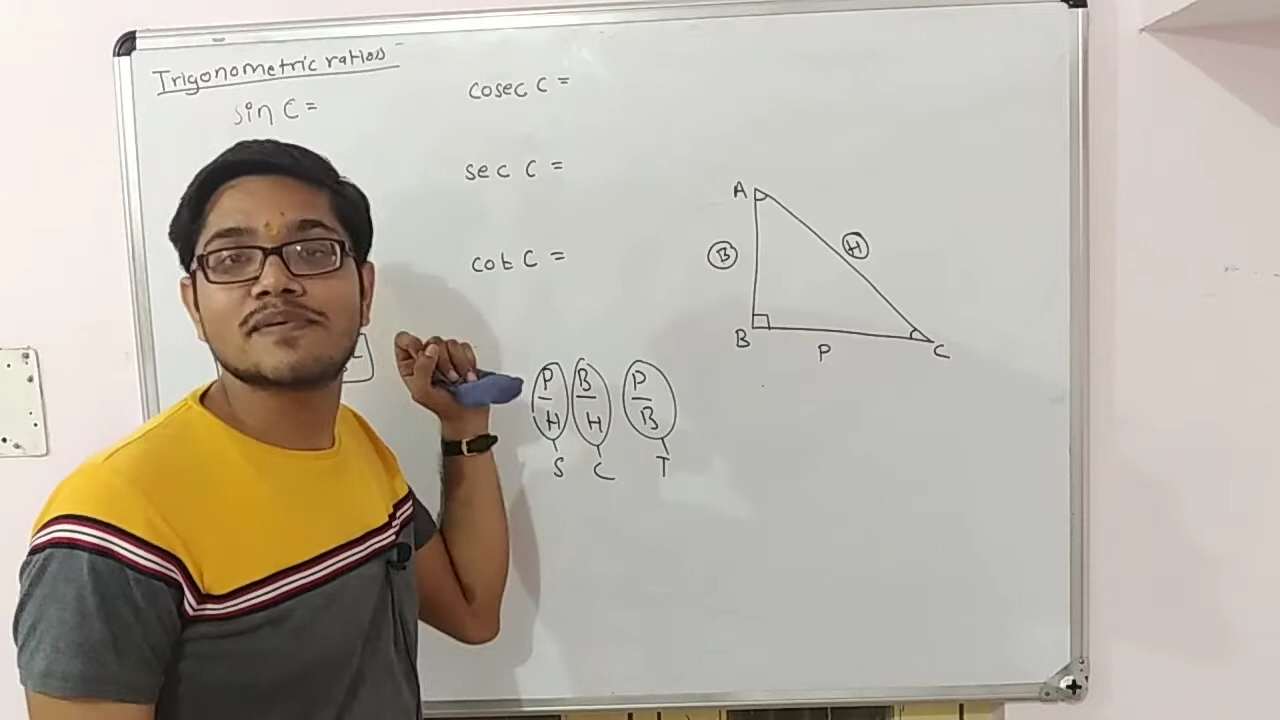 Trigonometric ratios
sin C =
cosec C =
sec C =
cot C =
A
B
H
B
P
C
P B P
H H B
S C T